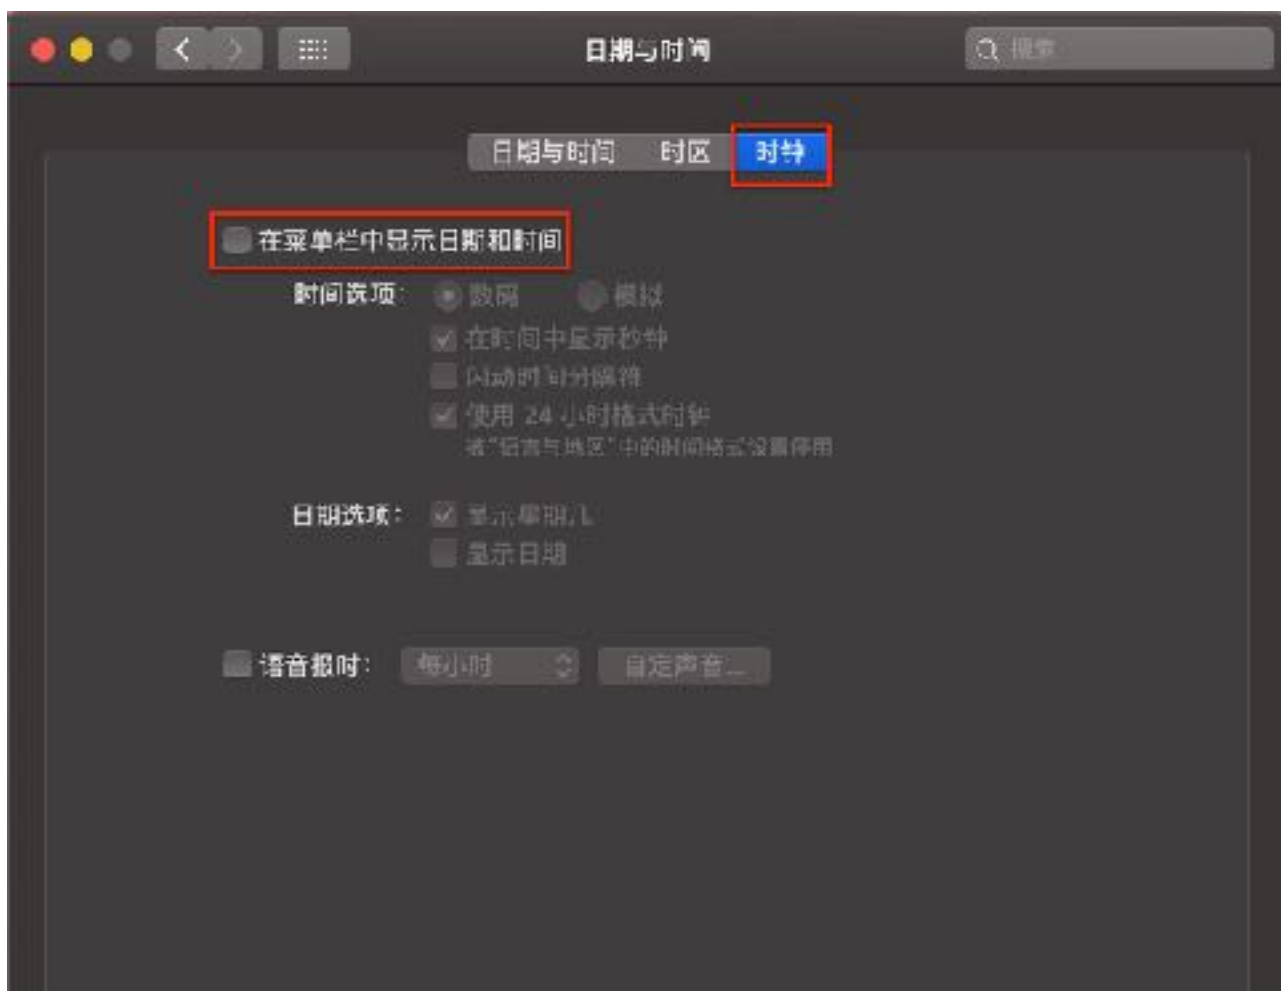 日期与时间
搜索
日期与时间 时区 时钟
在菜单栏中显示日期和时间
时间选项: 数码 模拟
在时间中显示秒钟
闪动时间分隔符
使用 24 小时格式时钟
被“语言与地区”中的时间格式设置停用
日期选项: 显示星期几
显示日期
语音报时: 每小时 自定声音...